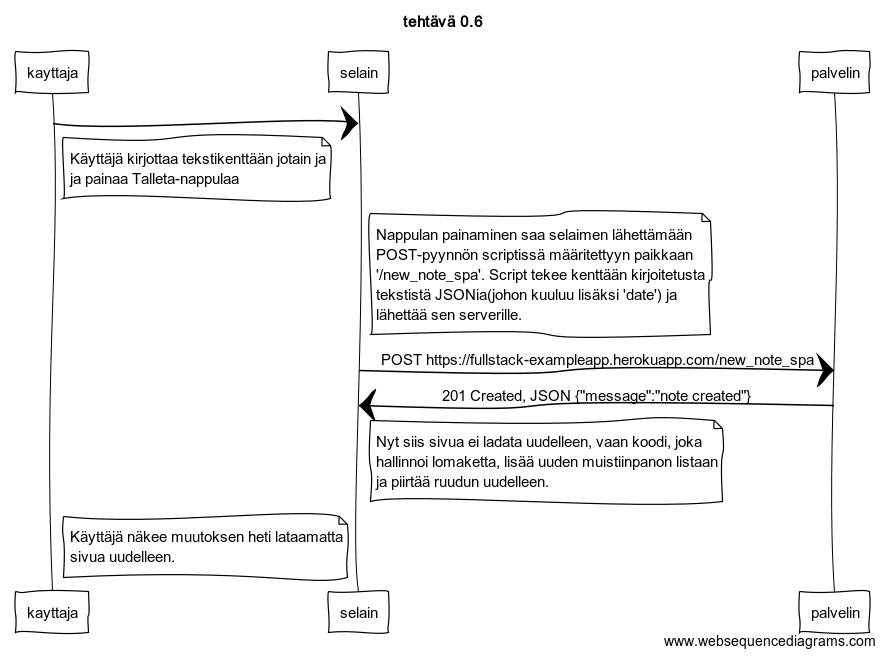 tehtävä 0.6
kayttaja
selain
palvelin
Käyttäjä kirjottaa tekstikenttään jotain ja
ja painaa Talleta-nappulaa
Nappulan painaminen saa selaimen lähettämään
POST-pyynnön scriptissä määritettyyn paikkaan
'/new_note_spa'. Script tekee kenttään kirjoitetusta
tekstistä JSONia(johon kuuluu lisäksi 'date') ja
lähettää sen serverille.
POST https://fullstack-exampleapp.herokuapp.com/new_note_spa
201 Created, JSON {"message":"note created"}
Nyt siis sivua ei ladata uudelleen, vaan koodi, joka
hallinnoi lomaketta, lisää uuden muistiinpanon listaan
ja piirtää ruudun uudelleen.
Käyttäjä näkee muutoksen heti lataamatta
sivua uudelleen.
kayttaja
selain
palvelin
www.websequencediagrams.com